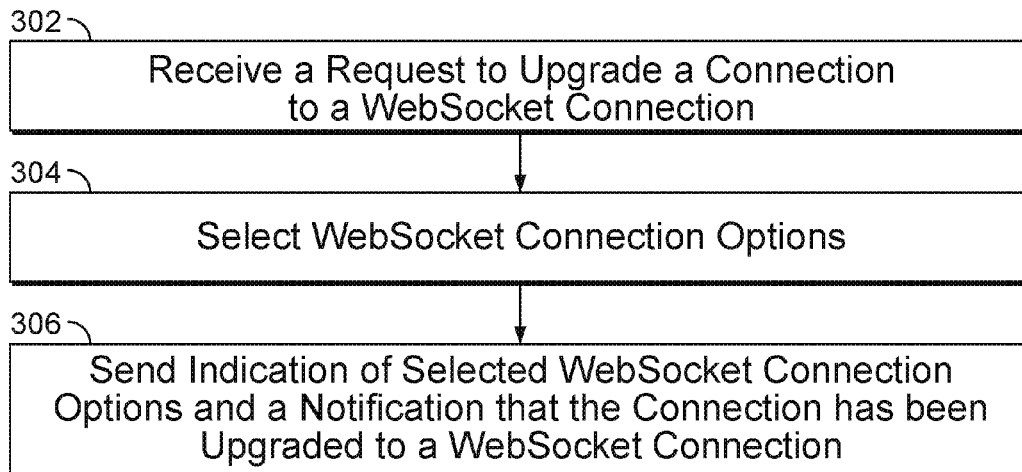 302
Receive a Request to Upgrade a Connection
to a WebSocket Connection
304
Select WebSocket Connection Options
306
Send Indication of Selected WebSocket Connection
Options and a Notification that the Connection has been
Upgraded to a WebSocket Connection